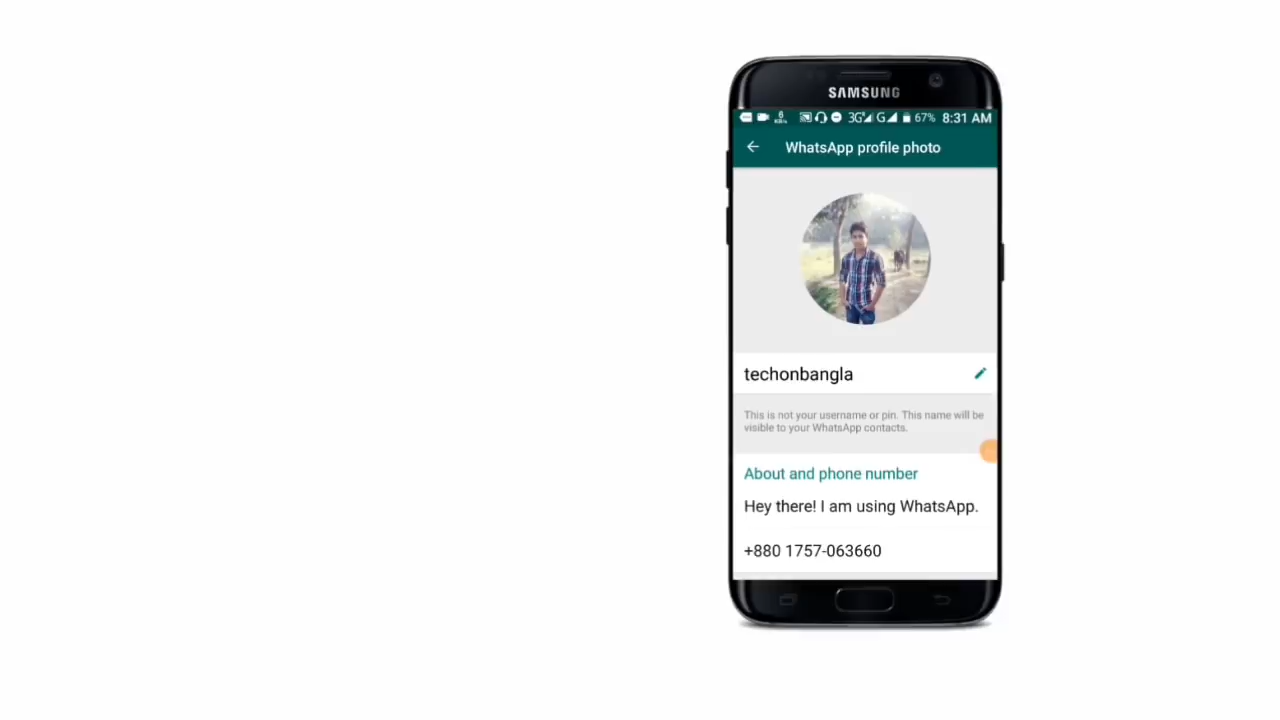 SAMSUNG
6 KB/s 3G G 67% 8:31 AM
WhatsApp profile photo
techonbangla
This is not your username or pin. This name will be
visible to your WhatsApp contacts.
About and phone number
Hey there! I am using WhatsApp.
+880 1757-063660